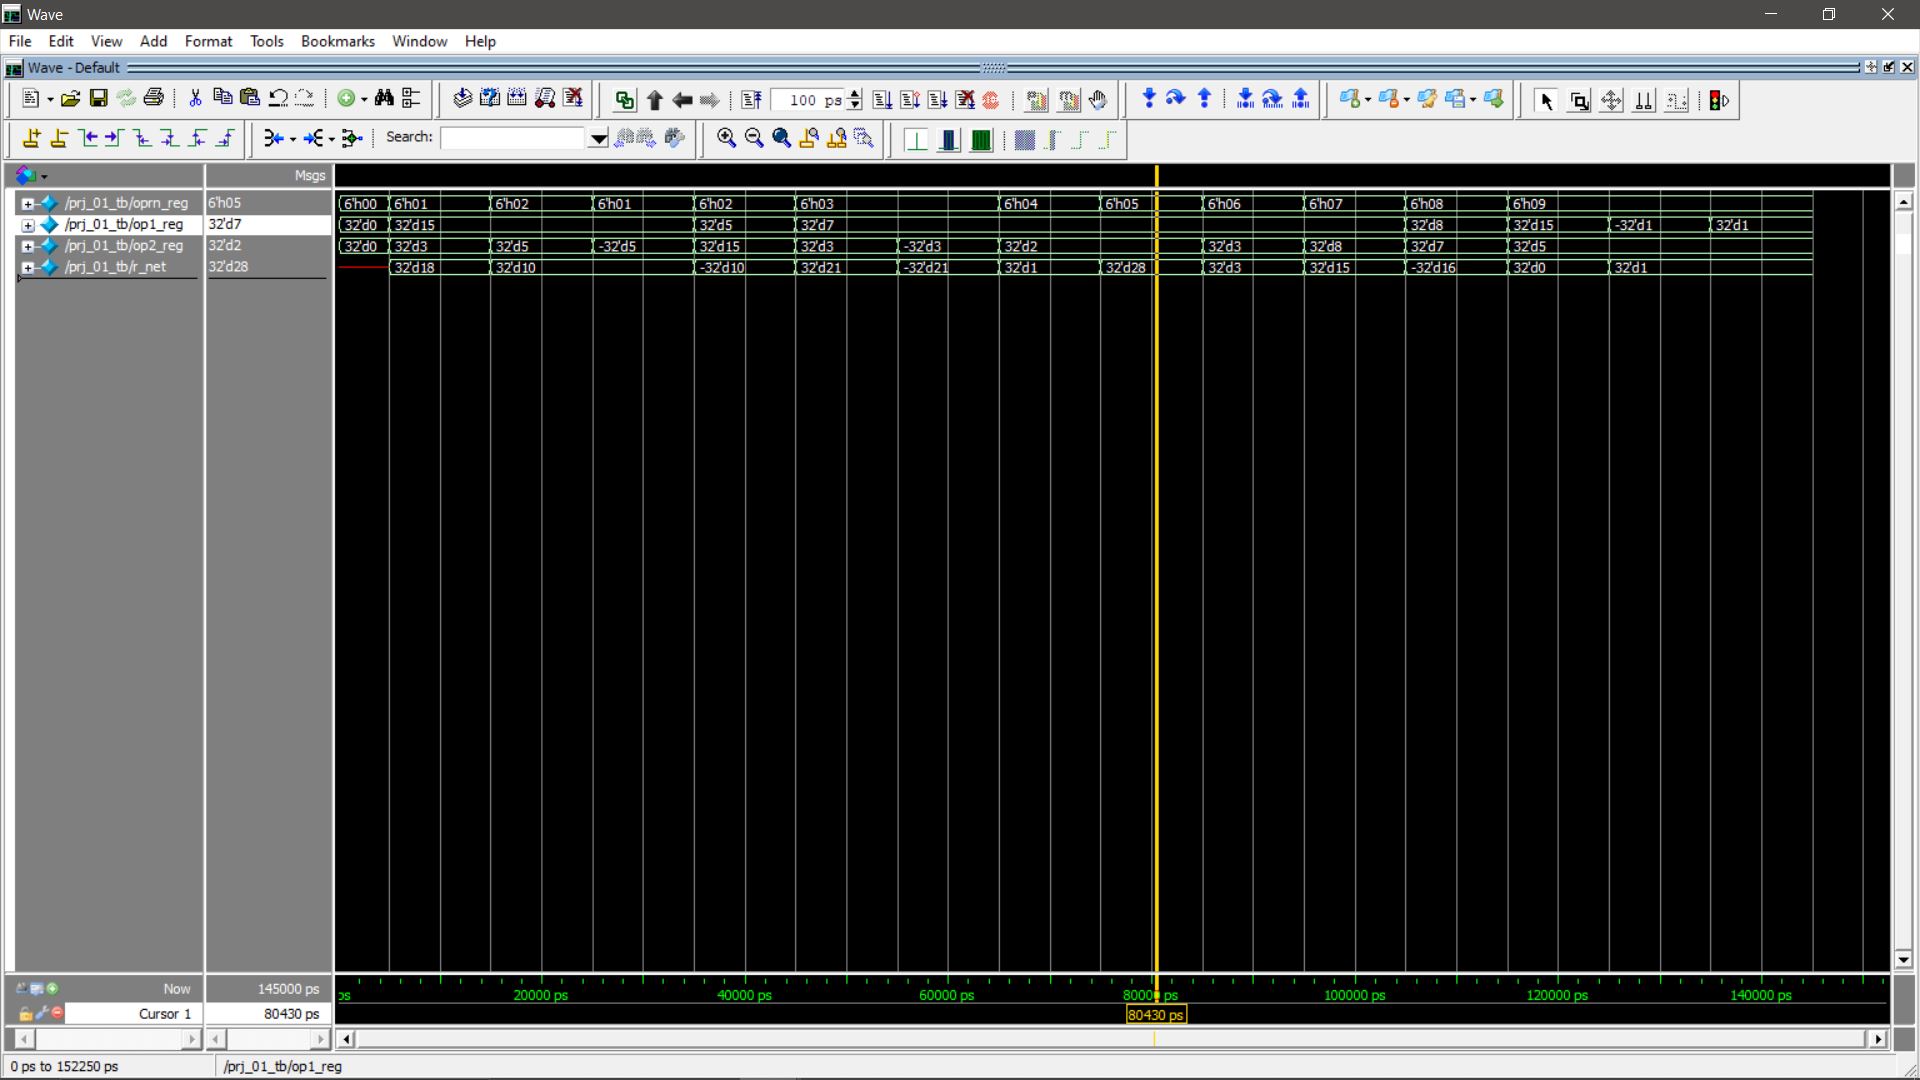 Wave
File Edit View Add Format Tools Bookmarks Window Help
Wave - Default
100 ps
Search:
Msgs
/prj_01_tb/oprn_reg 6'h05 6'h00 6'h01 6'h02 6'h01 6'h02 6'h03 6'h04 6'h05 6'h06 6'h07 6'h08 6'h09
/prj_01_tb/op1_reg 32'd7 32'd0 32'd15 32'd5 32'd7 32'd8 32'd15 -32'd1 32'd1
/prj_01_tb/op2_reg 32'd2 32'd0 32'd3 32'd5 -32'd5 32'd15 32'd3 -32'd3 32'd2 32'd3 32'd8 32'd7 32'd5
/prj_01_tb/r_net 32'd28 32'd18 32'd10 -32'd10 32'd21 -32'd21 32'd1 32'd28 32'd3 32'd15 -32'd16 32'd0 32'd1
Now 145000 ps ps 20000 ps 40000 ps 60000 ps 80000 ps 100000 ps 120000 ps 140000 ps
Cursor 1 80430 ps 80430 ps
0 ps to 152250 ps /prj_01_tb/op1_reg